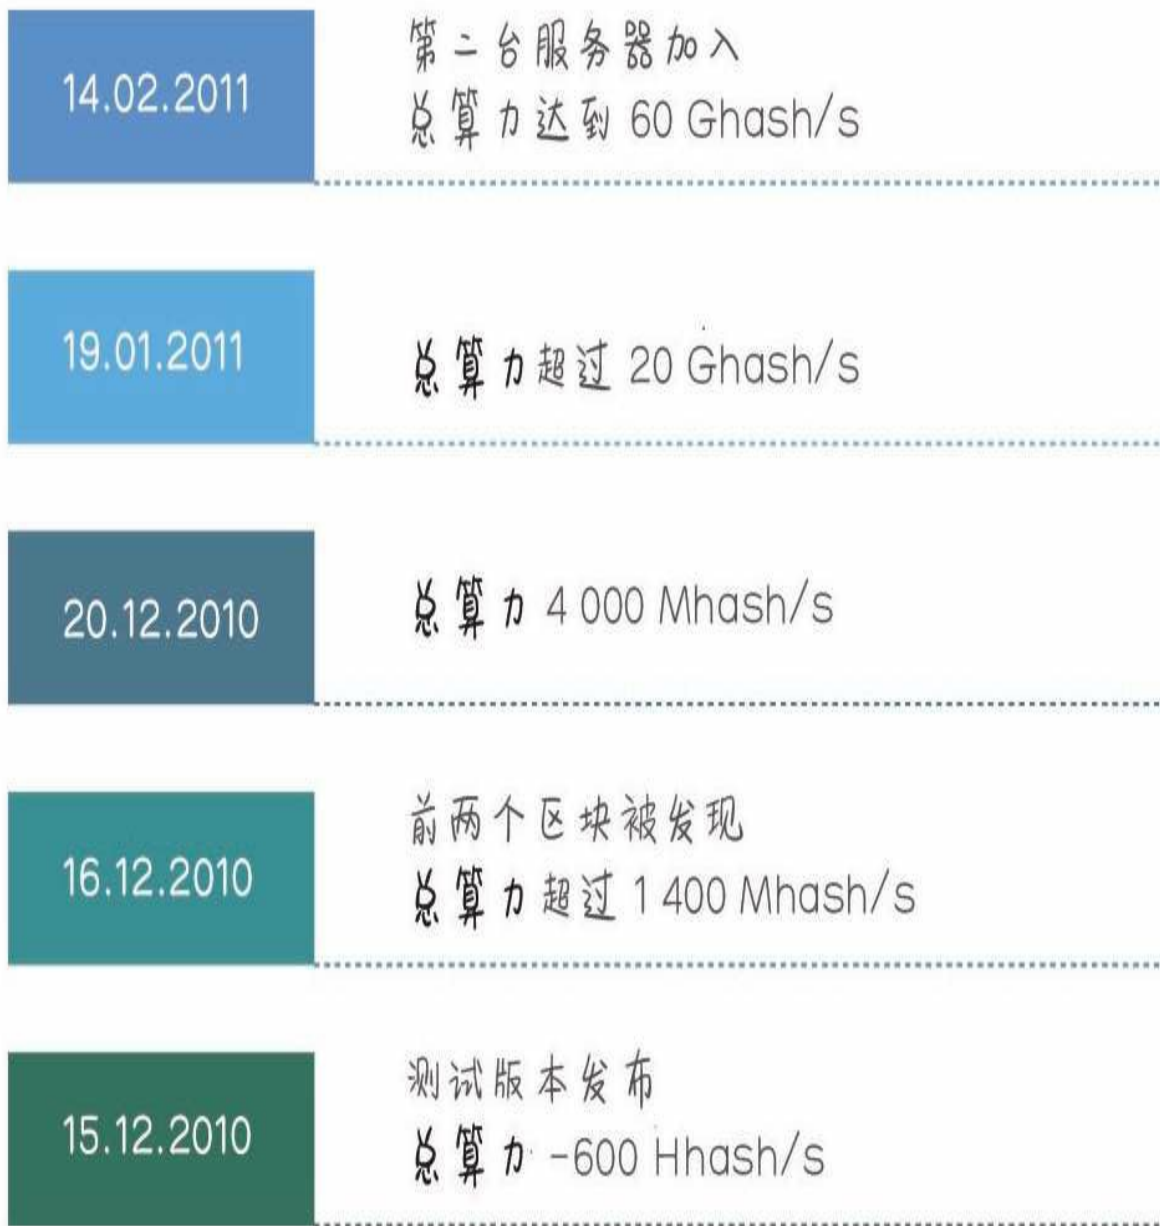 14.02.2011
第二台服务器加入
总算力达到 60 Ghash/s
19.01.2011
总算力超过 20 Ghash/s
20.12.2010
总算力 4 000 Mhash/s
16.12.2010
前两个区块被发现
总算力超过 1 400 Mhash/s
15.12.2010
测试版本发布
总算力 -600 Hhash/s